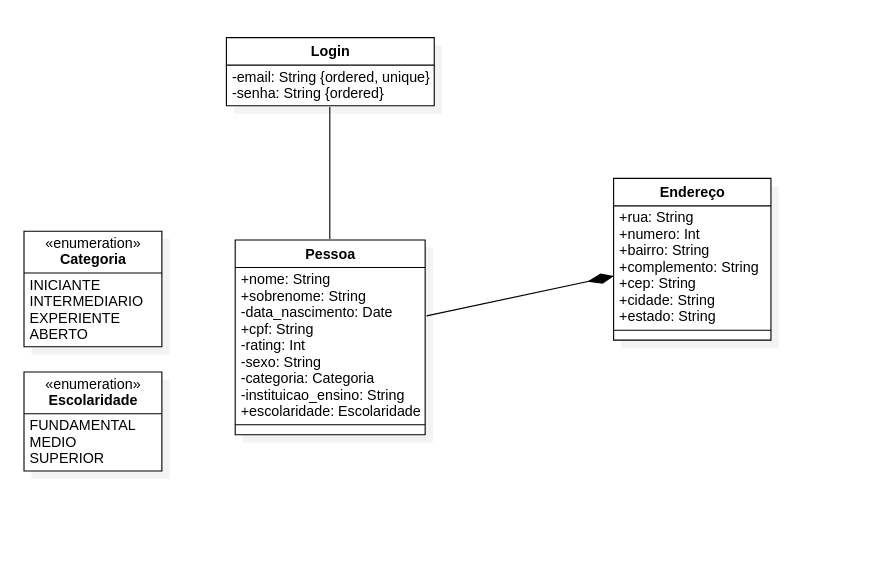 Login
-email: String {ordered, unique}
-senha: String {ordered}
Endereço
+rua: String
+numero: Int
+bairro: String
+complemento: String
+cep: String
+cidade: String
+estado: String
«enumeration»
Categoria
INICIANTE
INTERMEDIARIO
EXPERIENTE
ABERTO
Pessoa
+nome: String
+sobrenome: String
-data_nascimento: Date
+cpf: String
-rating: Int
-sexo: String
-categoria: Categoria
-instituicao_ensino: String
+escolaridade: Escolaridade
«enumeration»
Escolaridade
FUNDAMENTAL
MEDIO
SUPERIOR